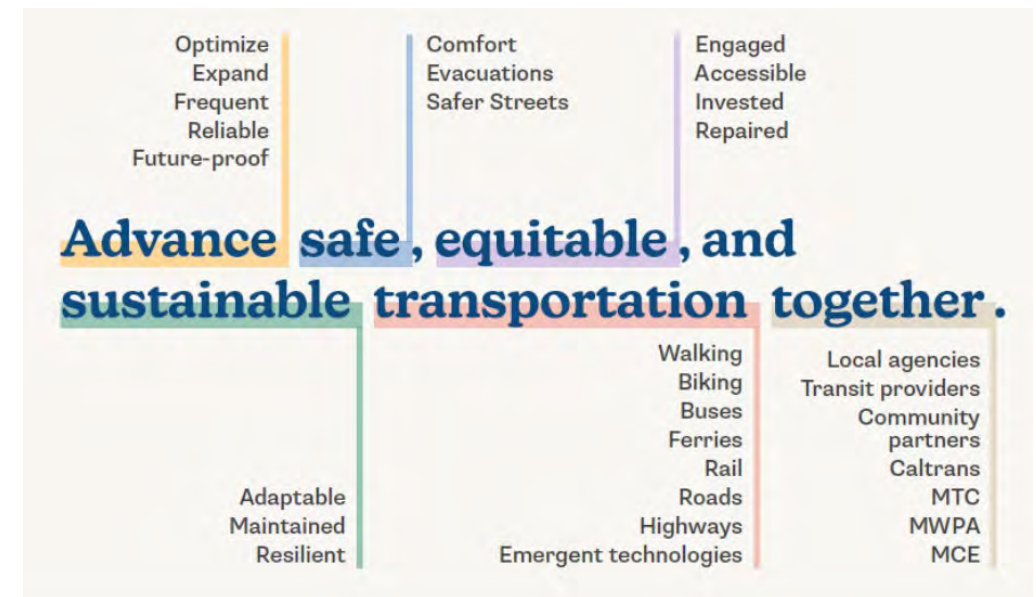 Optimize
Expand
Frequent
Reliable
Future-proof
Comfort
Evacuations
Safer Streets
Engaged
Accessible
Invested
Repaired
Advance safe, equitable, and
sustainable transportation together.
Adaptable
Maintained
Resilient
Walking
Biking
Buses
Ferries
Rail
Roads
Highways
Emergent technologies
Local agencies
Transit providers
Community
partners
Caltrans
MTC
MWPA
MCE